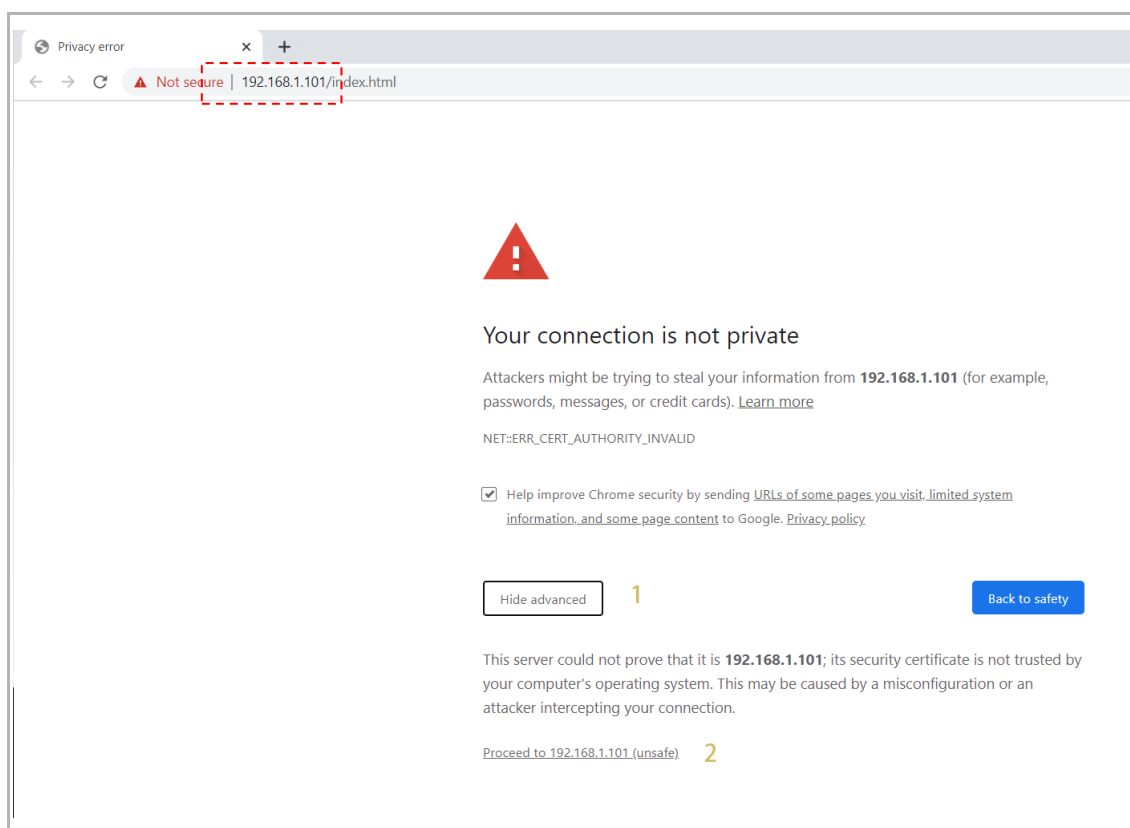 Privacy error
Not secure | 192.168.1.101/index.html
Your connection is not private
Attackers might be trying to steal your information from 192.168.1.101 (for example,
passwords, messages, or credit cards). Learn more
NET::ERR_CERT_AUTHORITY_INVALID
Help improve Chrome security by sending URLs of some pages you visit, limited system
information, and some page content to Google. Privacy policy
Hide advanced 1 Back to safety
This server could not prove that it is 192.168.1.101; its security certificate is not trusted by
your computer's operating system. This may be caused by a misconfiguration or an
attacker intercepting your connection.
Proceed to 192.168.1.101 (unsafe) 2